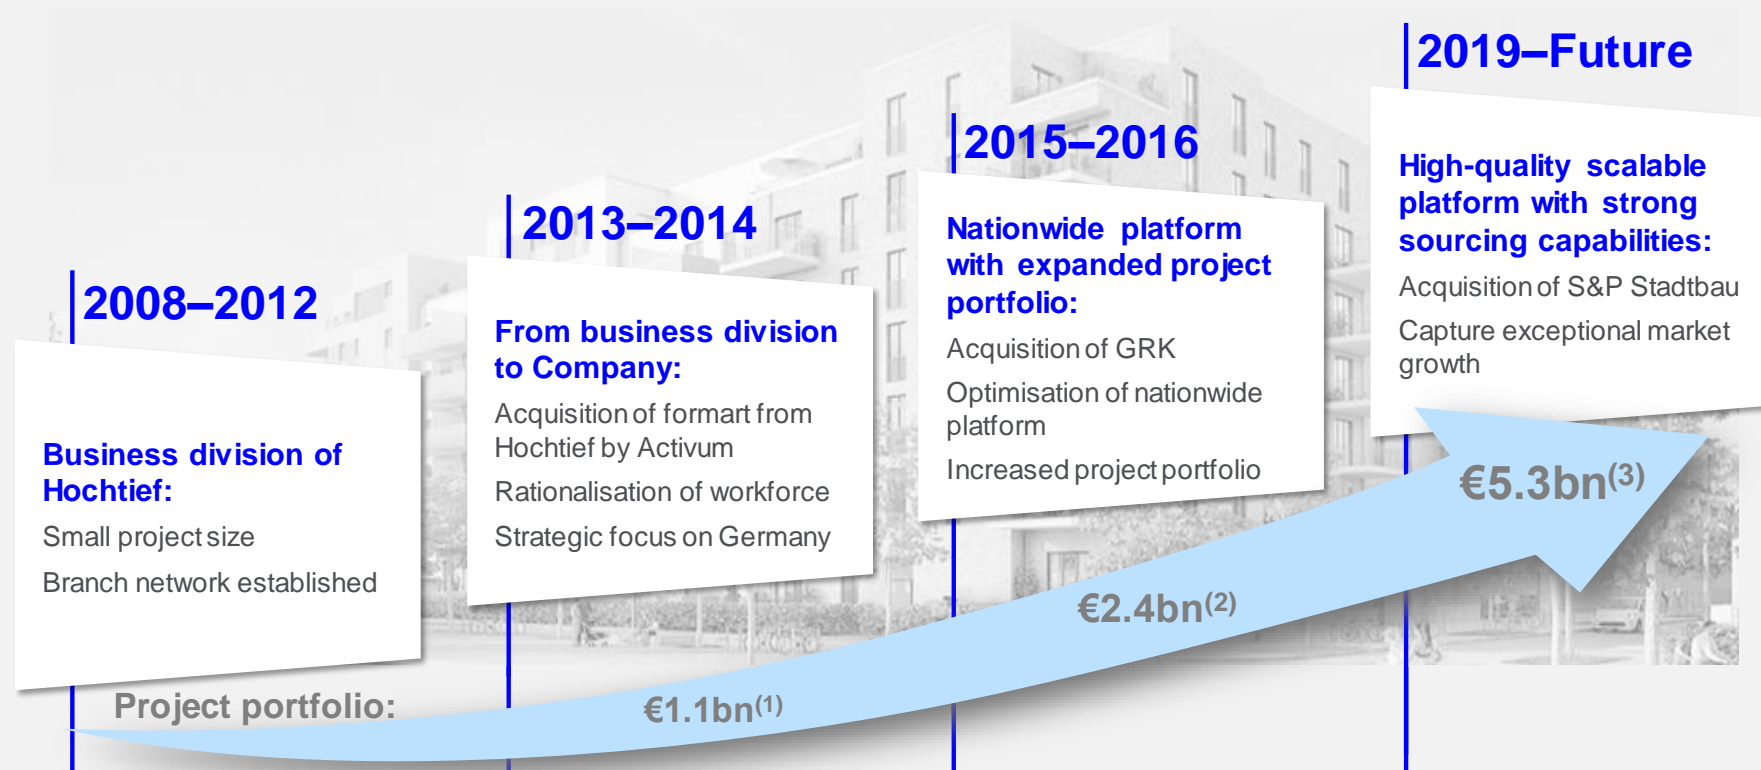 2008–2012
Business division of
Hochtief:
Small project size
Branch network established
2013–2014
From business division
to Company:
Acquisition of formart from
Hochtief by Activum
Rationalisation of workforce
Strategic focus on Germany
2015–2016
Nationwide platform
with expanded project
portfolio:
Acquisition of GRK
Optimisation of nationwide
platform
Increased project portfolio
2019–Future
High-quality scalable
platform with strong
sourcing capabilities:
Acquisition of S&P Stadtbau
Capture exceptional market
growth
Project portfolio:
€1.1bn(1)
€2.4bn(2)
€5.3bn(3)